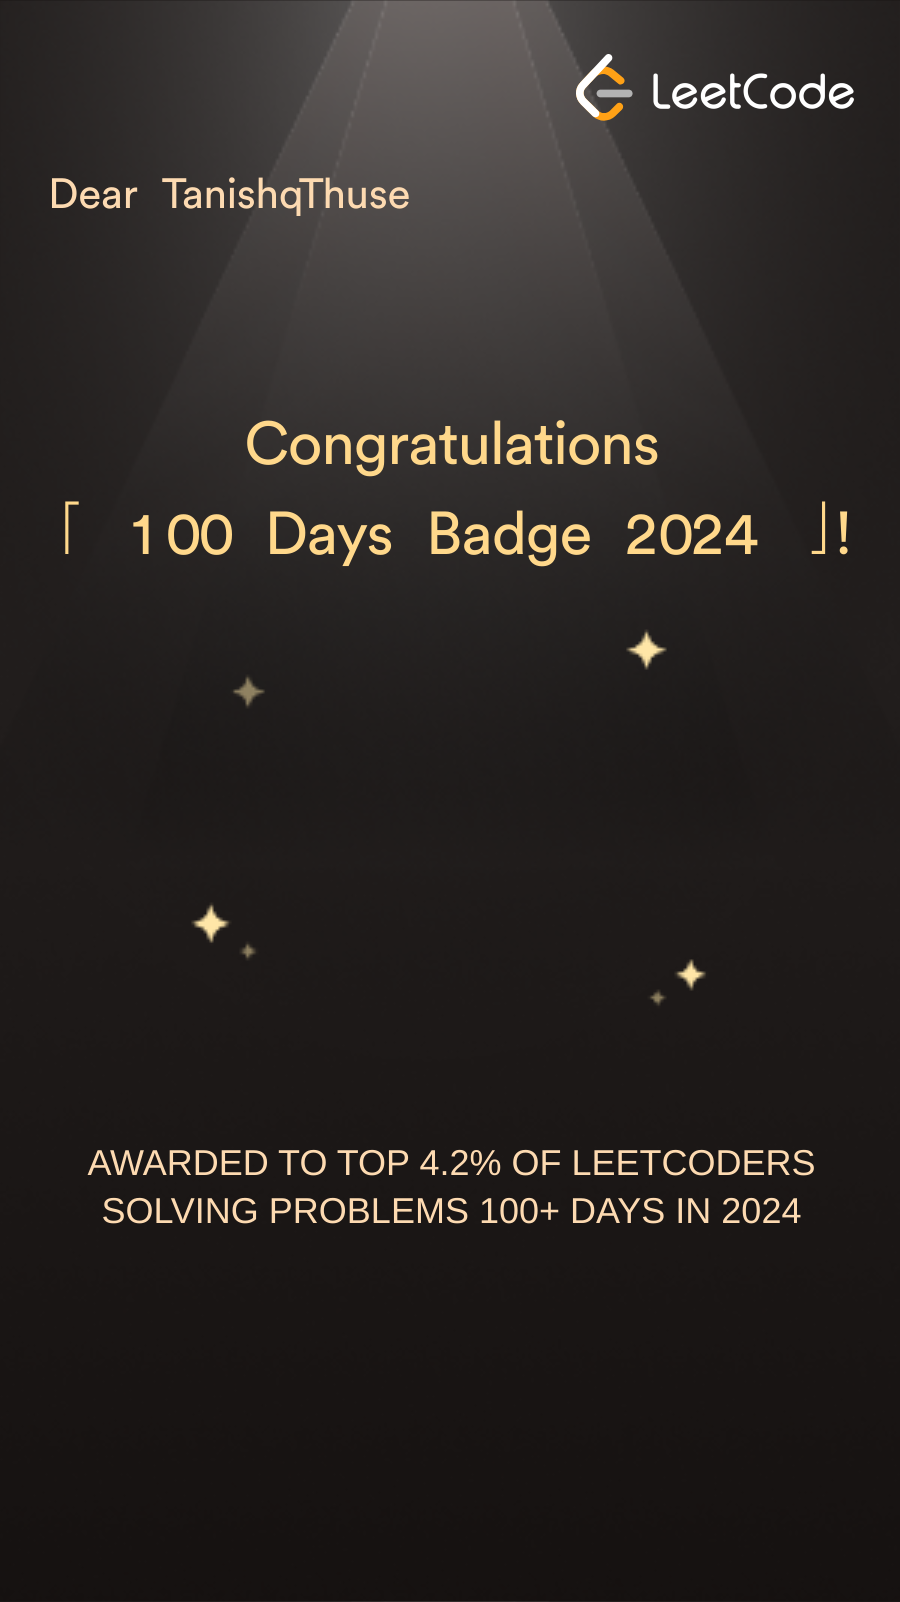 LeetCode
Dear TanishqThuse
Congratulations
「 100 Days Badge 2024 」!
AWARDED TO TOP 4.2% OF LEETCODERS
SOLVING PROBLEMS 100+ DAYS IN 2024